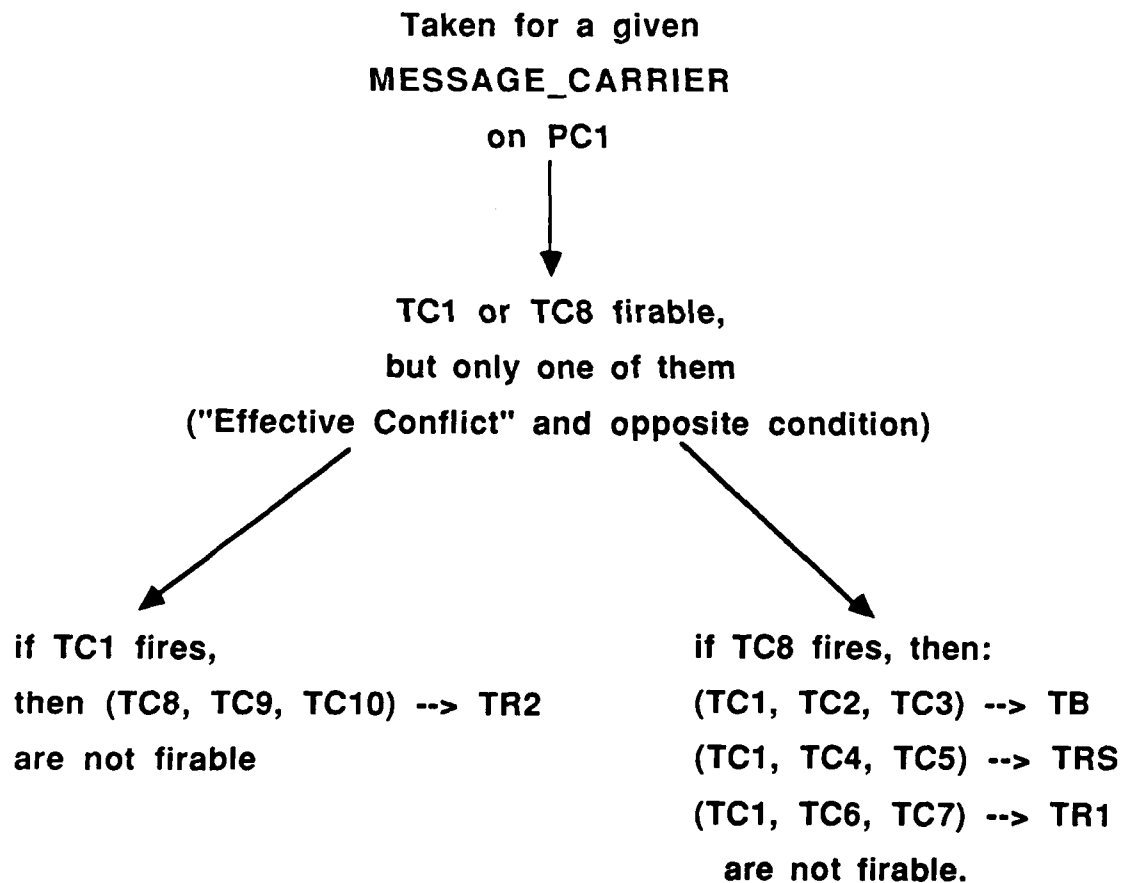 Taken for a given
MESSAGE_CARRIER
on PC1
TC1 or TC8 firable,
but only one of them
("Effective Conflict" and opposite condition)
if TC1 fires,
then (TC8, TC9, TC10) --> TR2
are not firable
if TC8 fires, then:
(TC1, TC2, TC3) --> TB
(TC1, TC4, TC5) --> TRS
(TC1, TC6, TC7) --> TR1
are not firable.